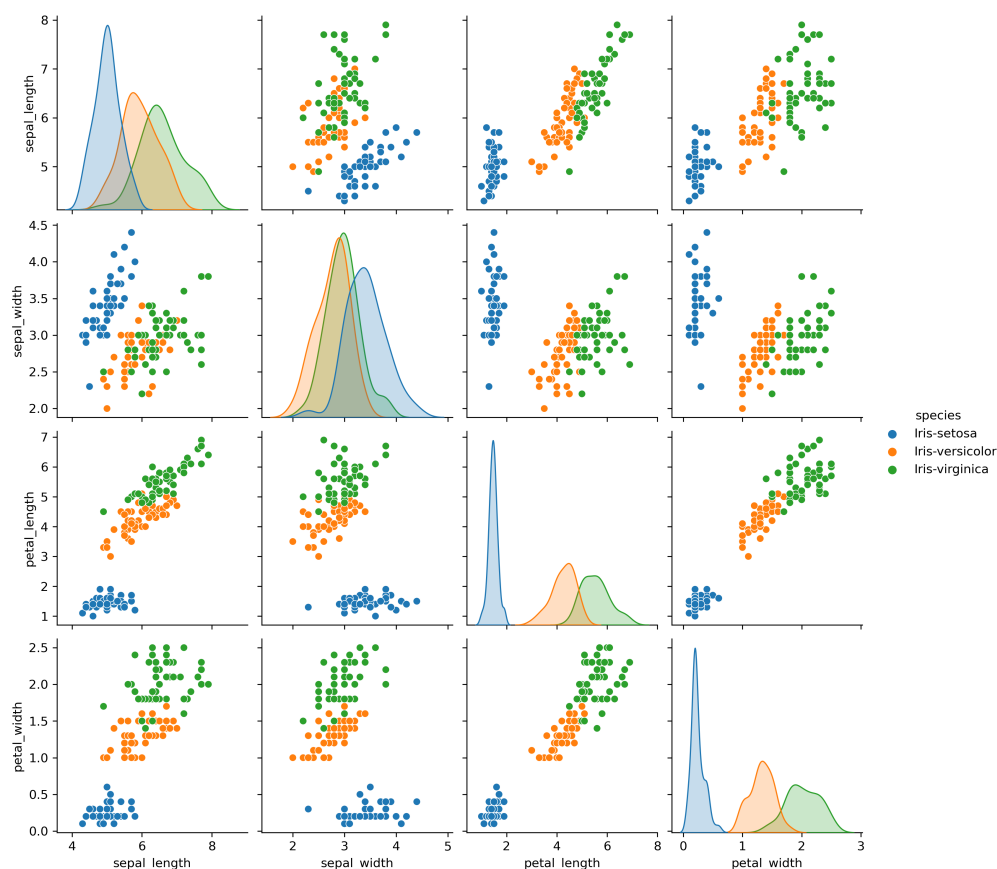 8
7
6
5
sepal_length
4.5
4.0
3.5
3.0
2.5
2.0
sepal_width
species
Iris-setosa
Iris-versicolor
Iris-virginica
7
6
5
4
3
2
1
petal_length
2.5
2.0
1.5
1.0
0.5
0.0
petal_width
4 6 8
sepal_length
2 3 4 5
sepal_width
2 4 6 8
petal_length
0 1 2 3
petal_width